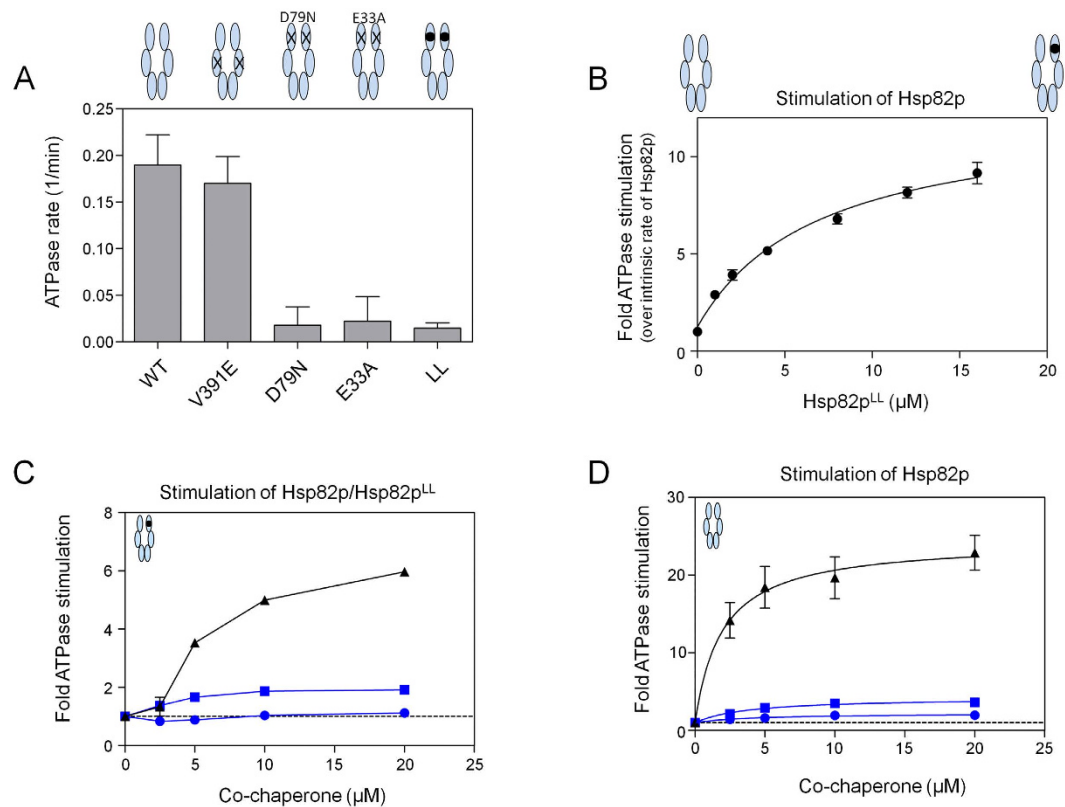 D79N
E33A
A
0.25
0.20
0.15
0.10
0.05
0.00
ATPase rate (1/min)
WT
V391E
D79N
E33A
LL
B
Stimulation of Hsp82p
10
5
0
Fold ATPase stimulation
(over intrinsic rate of Hsp82p)
0 5 10 15 20
Hsp82pᴸᴸ (µM)
C
Stimulation of Hsp82p/Hsp82pᴸᴸ
8
6
4
2
0
Fold ATPase stimulation
0 5 10 15 20 25
Co-chaperone (µM)
D
Stimulation of Hsp82p
30
20
10
0
Fold ATPase stimulation
0 5 10 15 20 25
Co-chaperone (µM)